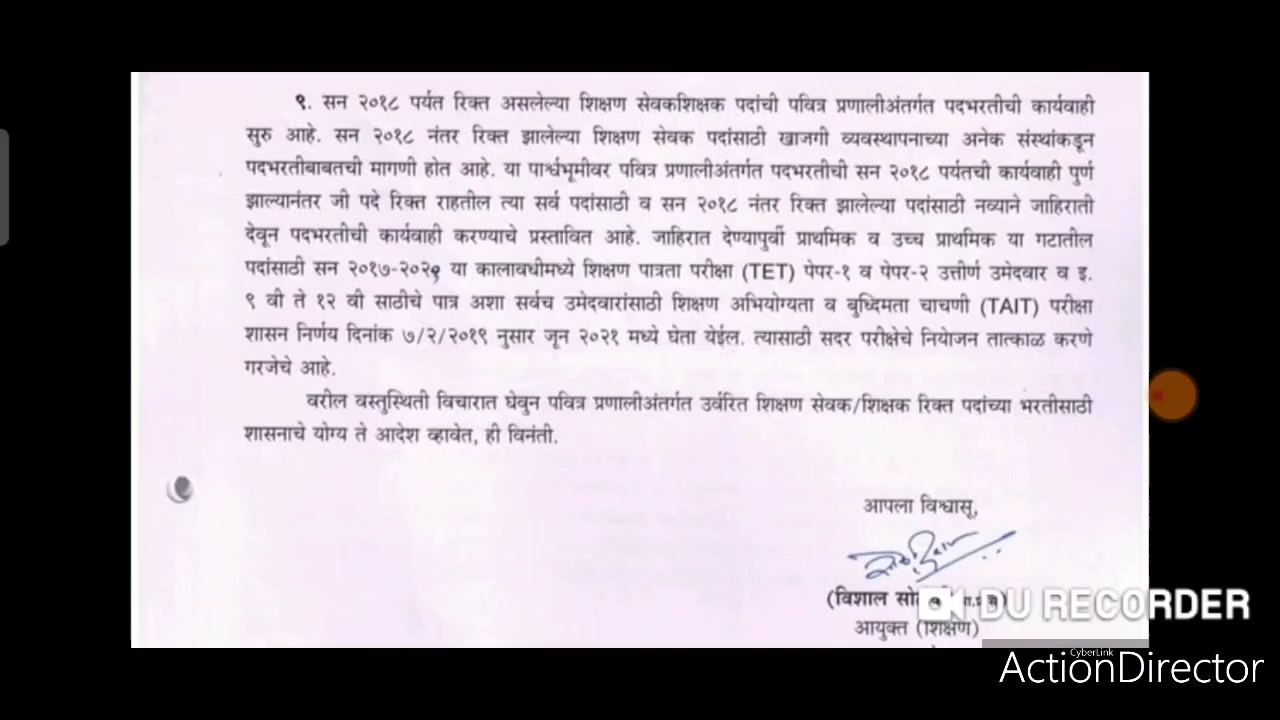 ९. सन २०१८ पर्यत रिक्त असलेल्या शिक्षण सेवकशिक्षक पदांची पवित्र प्रणालीअंतर्गत पदभरतीची कार्यवाही
सुरु आहे. सन २०१८ नंतर रिक्त झालेल्या शिक्षण सेवक पदांसाठी खाजगी व्यवस्थापनाच्या अनेक संस्थांकडून
पदभरतीबाबतची मागणी होत आहे. या पार्श्वभूमीवर पवित्र प्रणालीअंतर्गत पदभरतीची सन २०१८ पर्यतची कार्यवाही पुर्ण
झाल्यानंतर जी पदे रिक्त राहतील त्या सर्व पदांसाठी व सन २०१८ नंतर रिक्त झालेल्या पदांसाठी नव्याने जाहिराती
देवून पदभरतीची कार्यवाही करण्याचे प्रस्तावित आहे. जाहिरात देण्यापुर्वी प्राथमिक व उच्च प्राथमिक या गटातील
पदांसाठी सन २०१७-२०२१ या कालावधीमध्ये शिक्षण पात्रता परीक्षा (TET) पेपर-१ व पेपर-२ उत्तीर्ण उमेदवार व इ.
९ वी ते १२ वी साठीचे पात्र अशा सर्वच उमेदवारांसाठी शिक्षण अभियोग्यता व बुध्दिमता चाचणी (TAIT) परीक्षा
शासन निर्णय दिनांक ७/२/२०१९ नुसार जून २०२१ मध्ये घेता येईल. त्यासाठी सदर परीक्षेचे नियोजन तात्काळ करणे
गरजेचे आहे.
वरील वस्तुस्थिती विचारात घेवुन पवित्र प्रणालीअंतर्गत उर्वरित शिक्षण सेवक/शिक्षक रिक्त पदांच्या भरतीसाठी
शासनाचे योग्य ते आदेश व्हावेत, ही विनंती.
आपला विश्वासू,
(विशाल
आयुक्त (शिक्षण)
DU RECORDER
CyberLink
ActionDirector